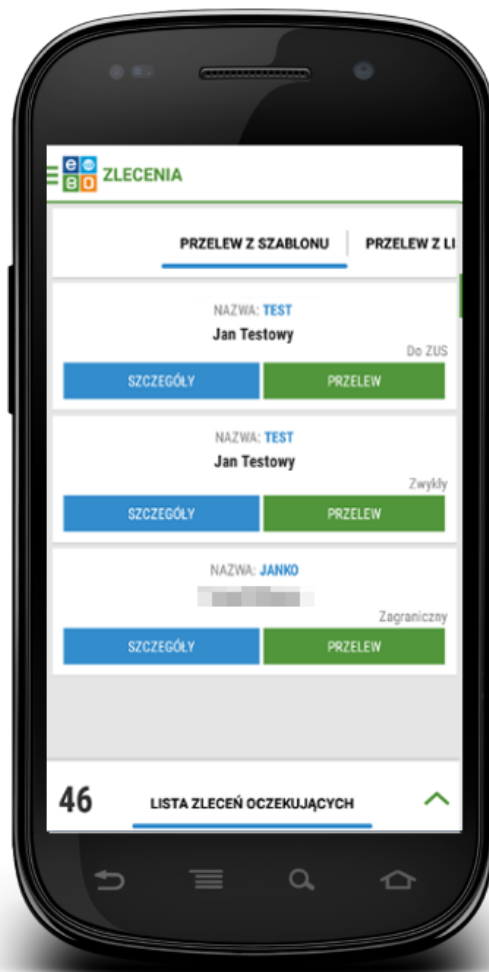 ZLECENIA
PRZELEW Z SZABLONU PRZELEW Z LI
NAZWA: TEST
Jan Testowy
Do ZUS
SZCZEGÓŁY PRZELEW
NAZWA: TEST
Jan Testowy
Zwykły
SZCZEGÓŁY PRZELEW
NAZWA: JANKO
Zagraniczny
SZCZEGÓŁY PRZELEW
46 LISTA ZLECEŃ OCZEKUJĄCYCH